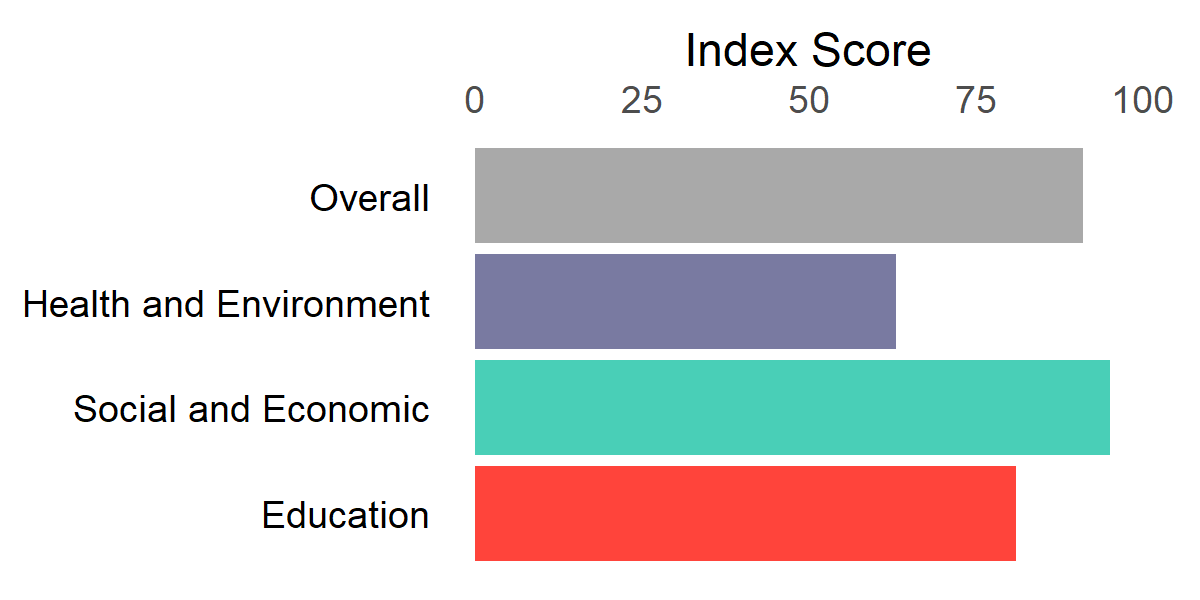 Index Score
0 25 50 75 100
Overall
Health and Environment
Social and Economic
Education